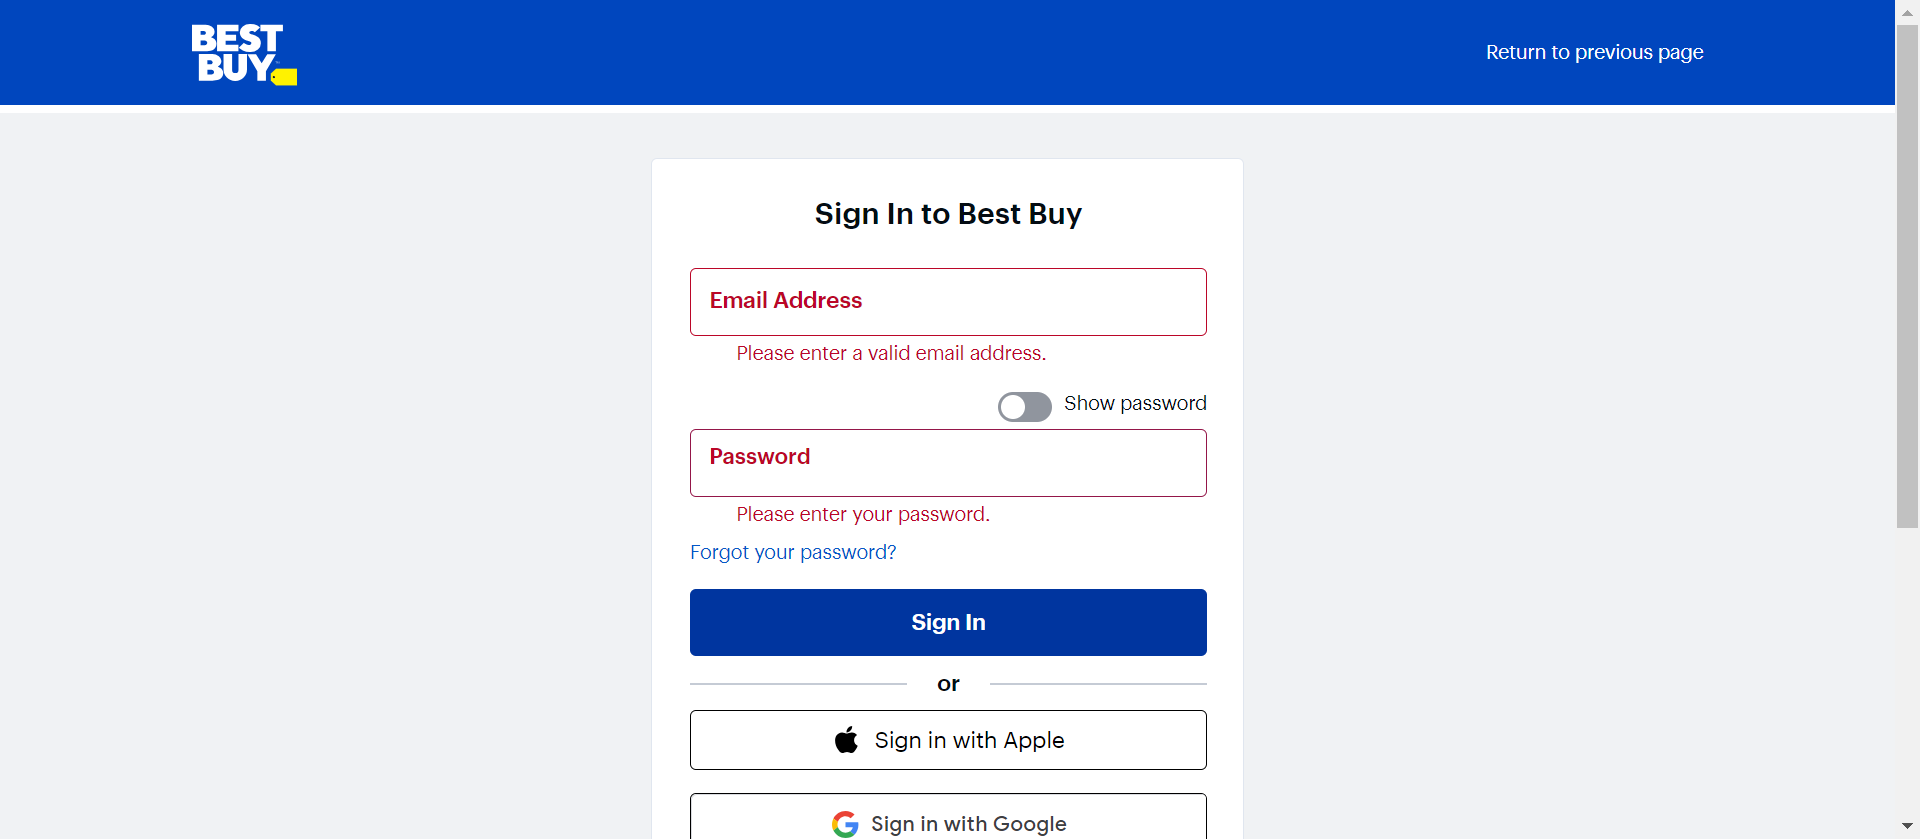 BEST
BUY
Return to previous page
Sign In to Best Buy
Email Address
Please enter a valid email address.
Show password
Password
Please enter your password.
Forgot your password?
Sign In
or
Sign in with Apple
Sign in with Google